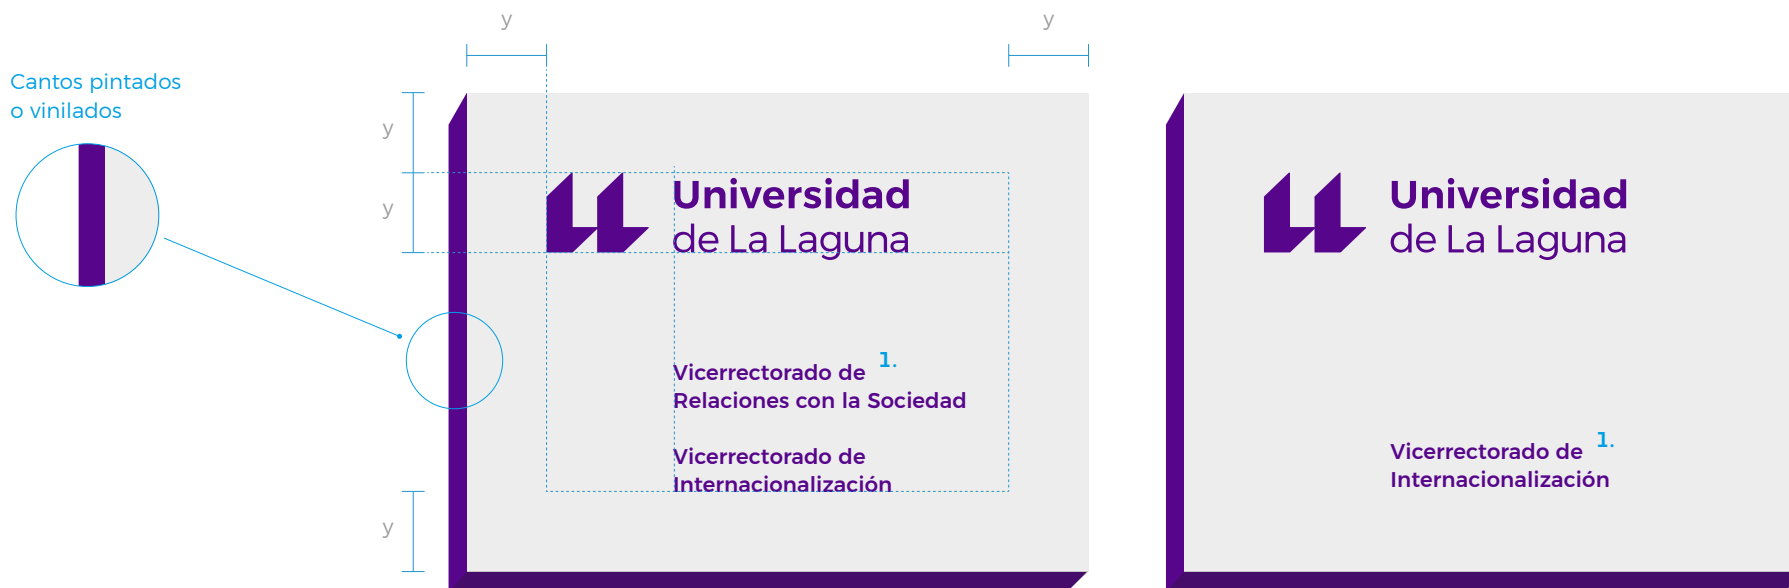 y
y
Cantos pintados
o vinilados
y
y
Universidad
de La Laguna
Universidad
de La Laguna
1.
Vicerrectorado de
Relaciones con la Sociedad
Vicerrectorado de
Internacionalización
1.
Vicerrectorado de
Internacionalización
y